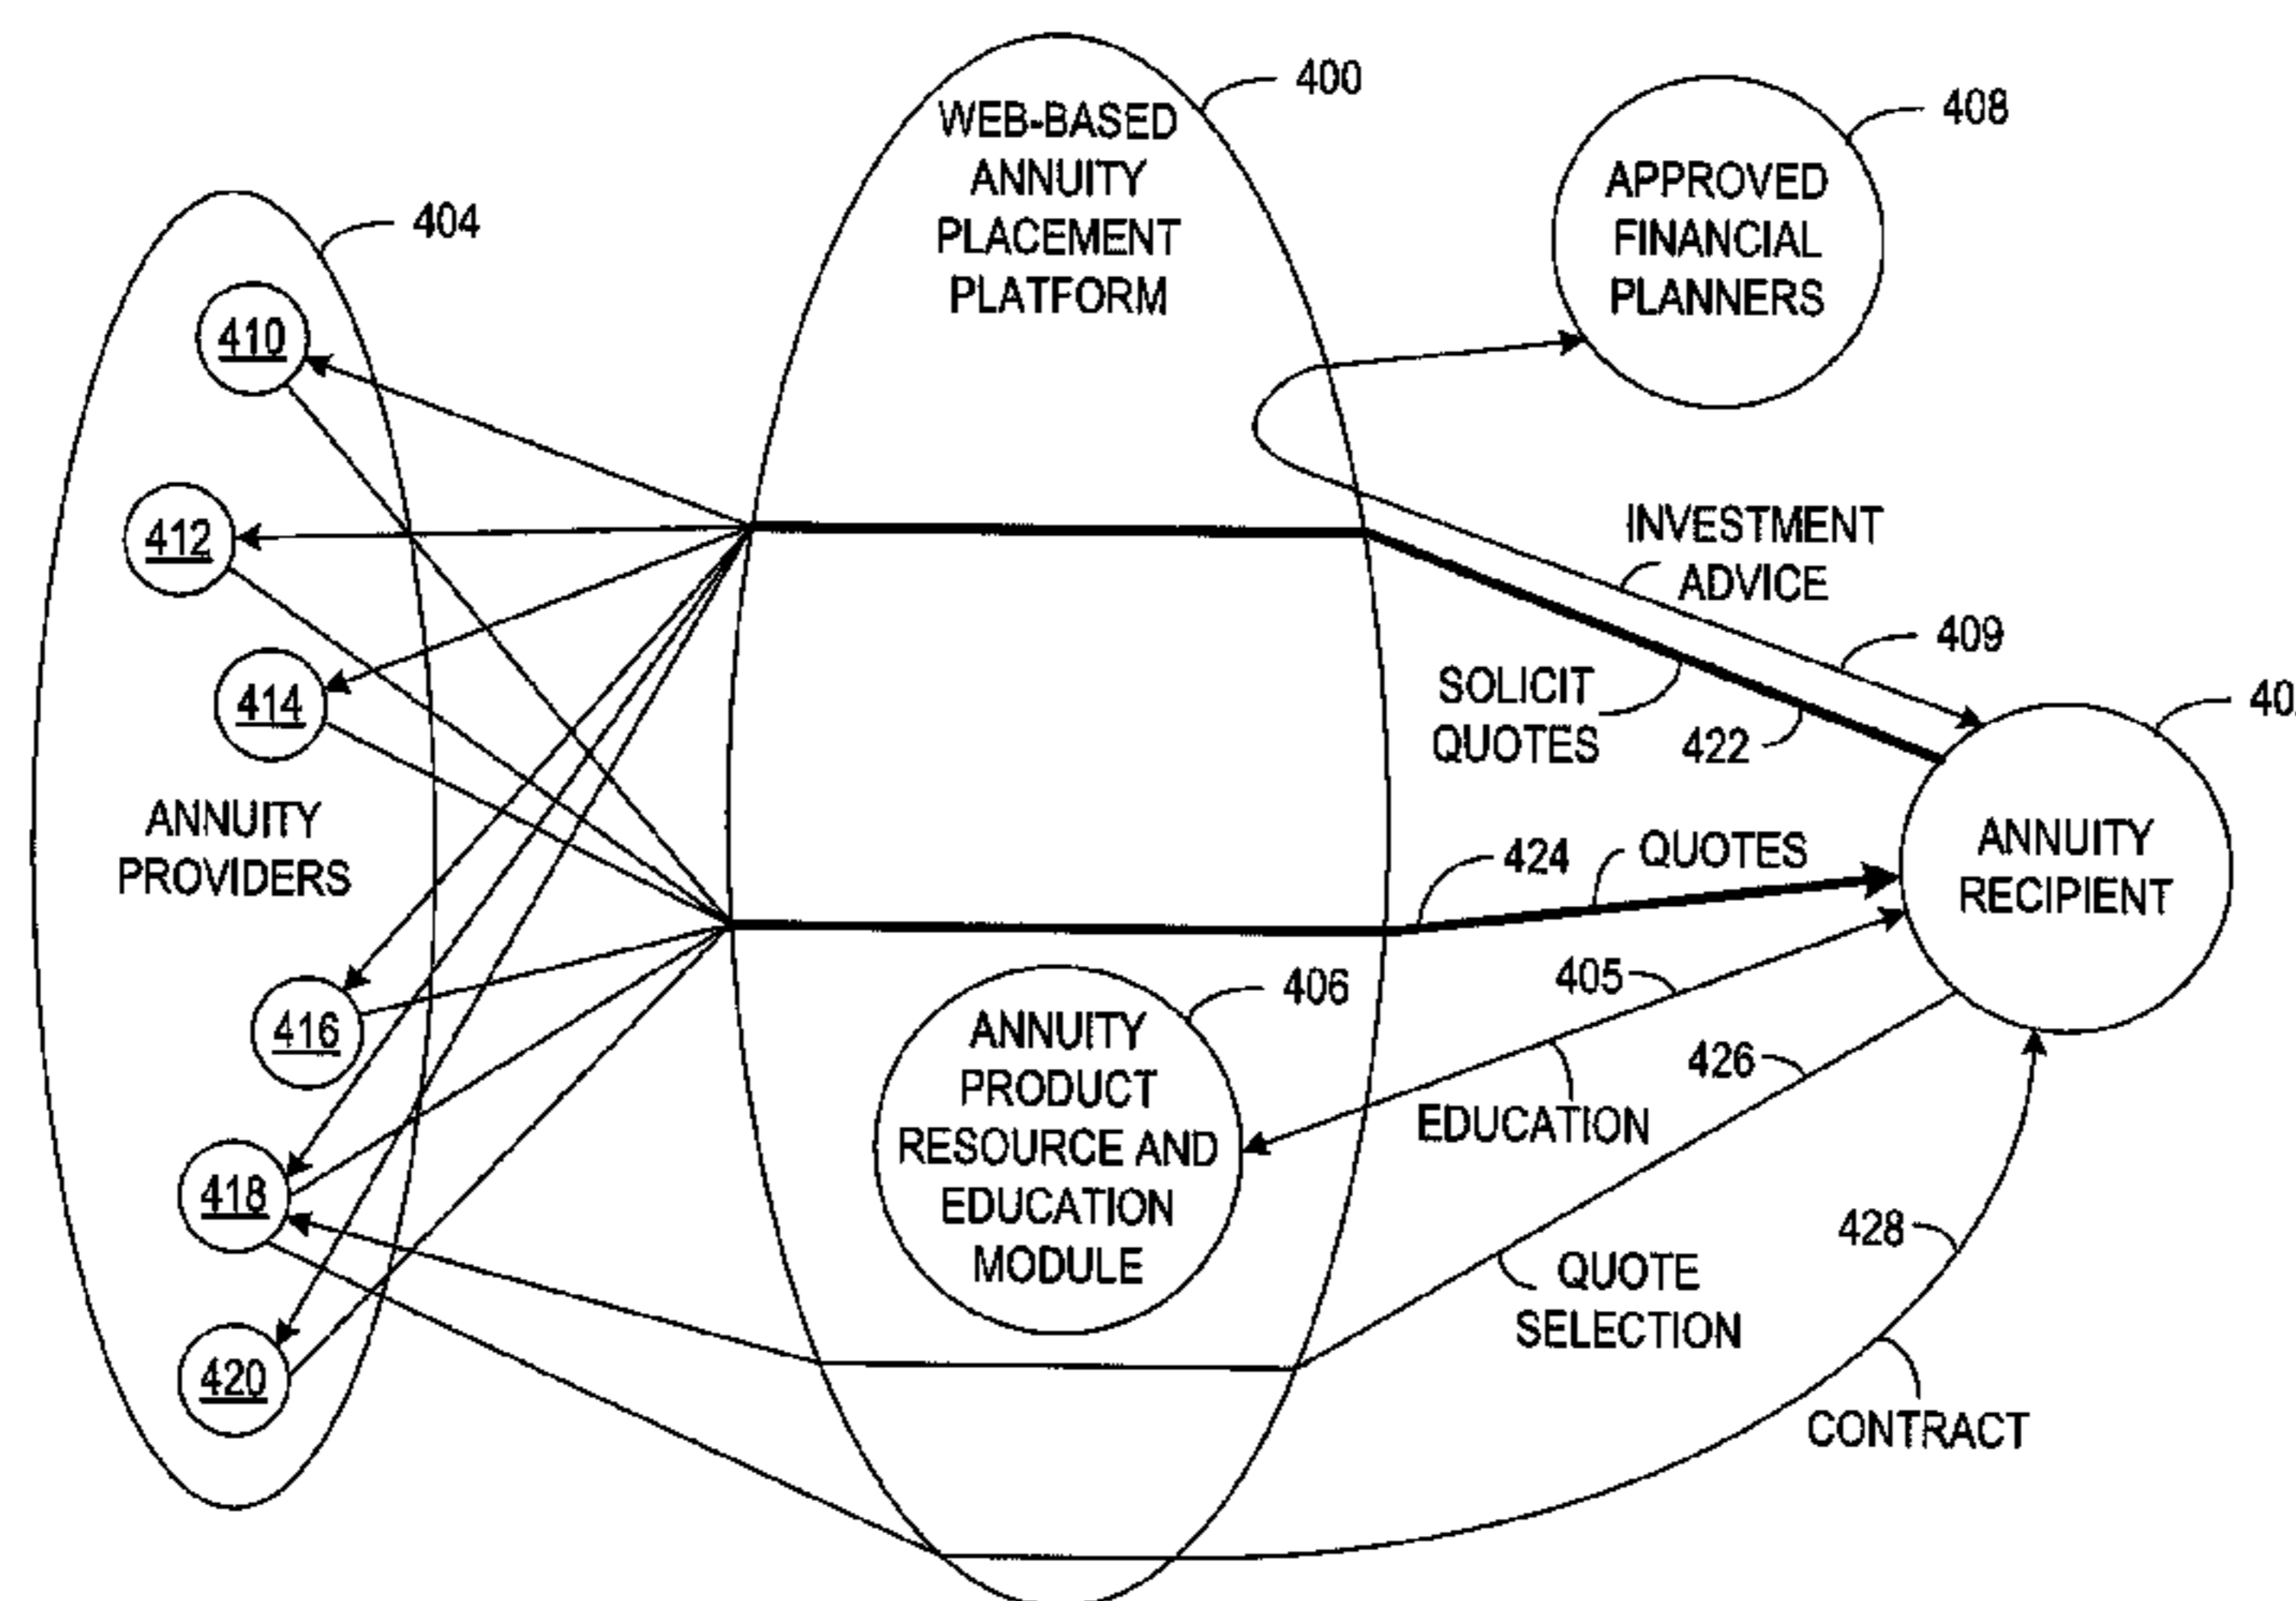 400
WEB-BASED
ANNUITY
PLACEMENT
PLATFORM
408
APPROVED
FINANCIAL
PLANNERS
404
410
412
414
ANNUITY
PROVIDERS
416
418
420
INVESTMENT
ADVICE
409
SOLICIT
QUOTES
422
40
ANNUITY
RECIPIENT
424
QUOTES
405
406
ANNUITY
PRODUCT
RESOURCE AND
EDUCATION
MODULE
EDUCATION
426
QUOTE
SELECTION
428
CONTRACT